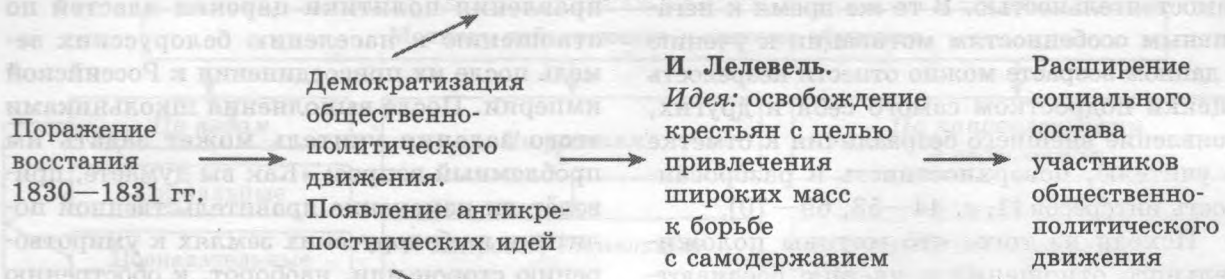 Поражение
восстания
1830—1831 гг.
Демократизация
общественно-
политического
движения.
Появление антикре-
постнических идей
И. Лелевель.
Идея: освобождение
крестьян с целью
привлечения
широких масс
к борьбе
с самодержавием
Расширение
социального
состава
участников
общественно-
политического
движения